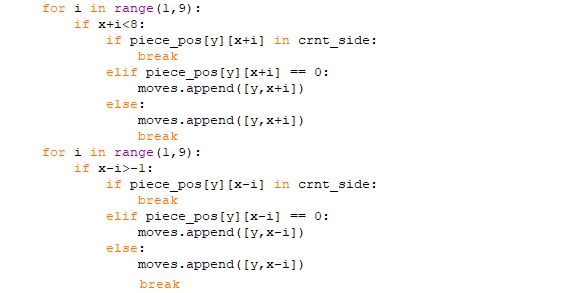 for i in range(1,9):
    if x+i<8:
        if piece_pos[y][x+i] in crnt_side:
            break
        elif piece_pos[y][x+i] == 0:
            moves.append([y,x+i])
        else:
            moves.append([y,x+i])
            break
for i in range(1,9):
    if x-i>-1:
        if piece_pos[y][x-i] in crnt_side:
            break
        elif piece_pos[y][x-i] == 0:
            moves.append([y,x-i])
        else:
            moves.append([y,x-i])
            break